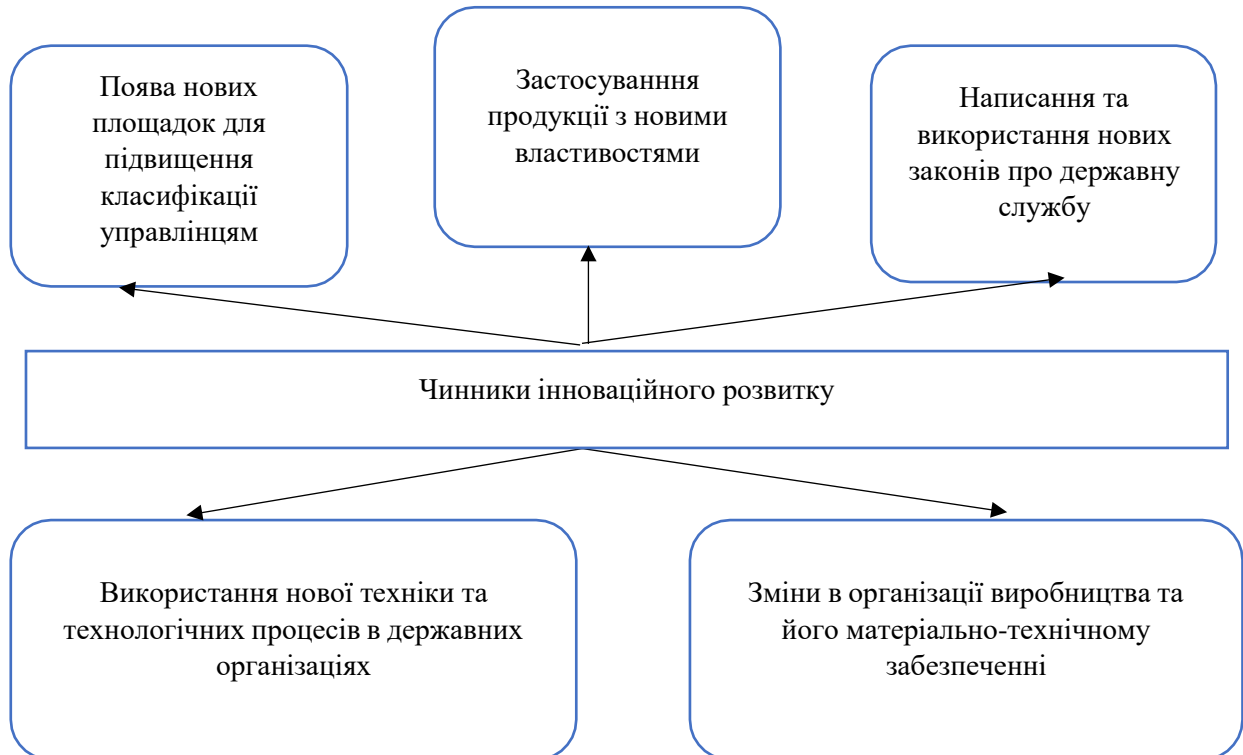 Поява нових
площадок для
підвищення
класифікації
управлінцям
Застосуванння
продукції з новими
властивостями
Написання та
використання нових
законів про державну
службу
Чинники інноваційного розвитку
Використання нової техніки та
технологічних процесів в державних
організаціях
Зміни в організації виробництва та
його матеріально-технічному
забезпеченні